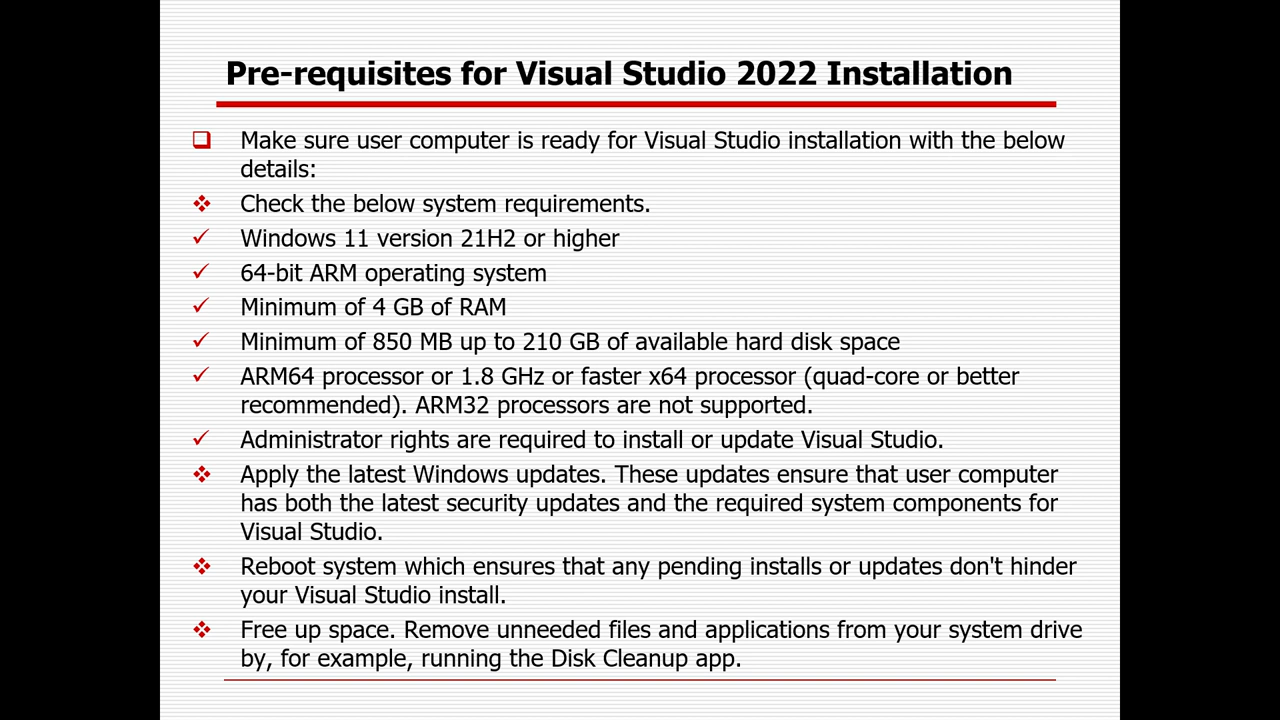 Pre-requisites for Visual Studio 2022 Installation
Make sure user computer is ready for Visual Studio installation with the below
details:
Check the below system requirements.
Windows 11 version 21H2 or higher
64-bit ARM operating system
Minimum of 4 GB of RAM
Minimum of 850 MB up to 210 GB of available hard disk space
ARM64 processor or 1.8 GHz or faster x64 processor (quad-core or better
recommended). ARM32 processors are not supported.
Administrator rights are required to install or update Visual Studio.
Apply the latest Windows updates. These updates ensure that user computer
has both the latest security updates and the required system components for
Visual Studio.
Reboot system which ensures that any pending installs or updates don't hinder
your Visual Studio install.
Free up space. Remove unneeded files and applications from your system drive
by, for example, running the Disk Cleanup app.